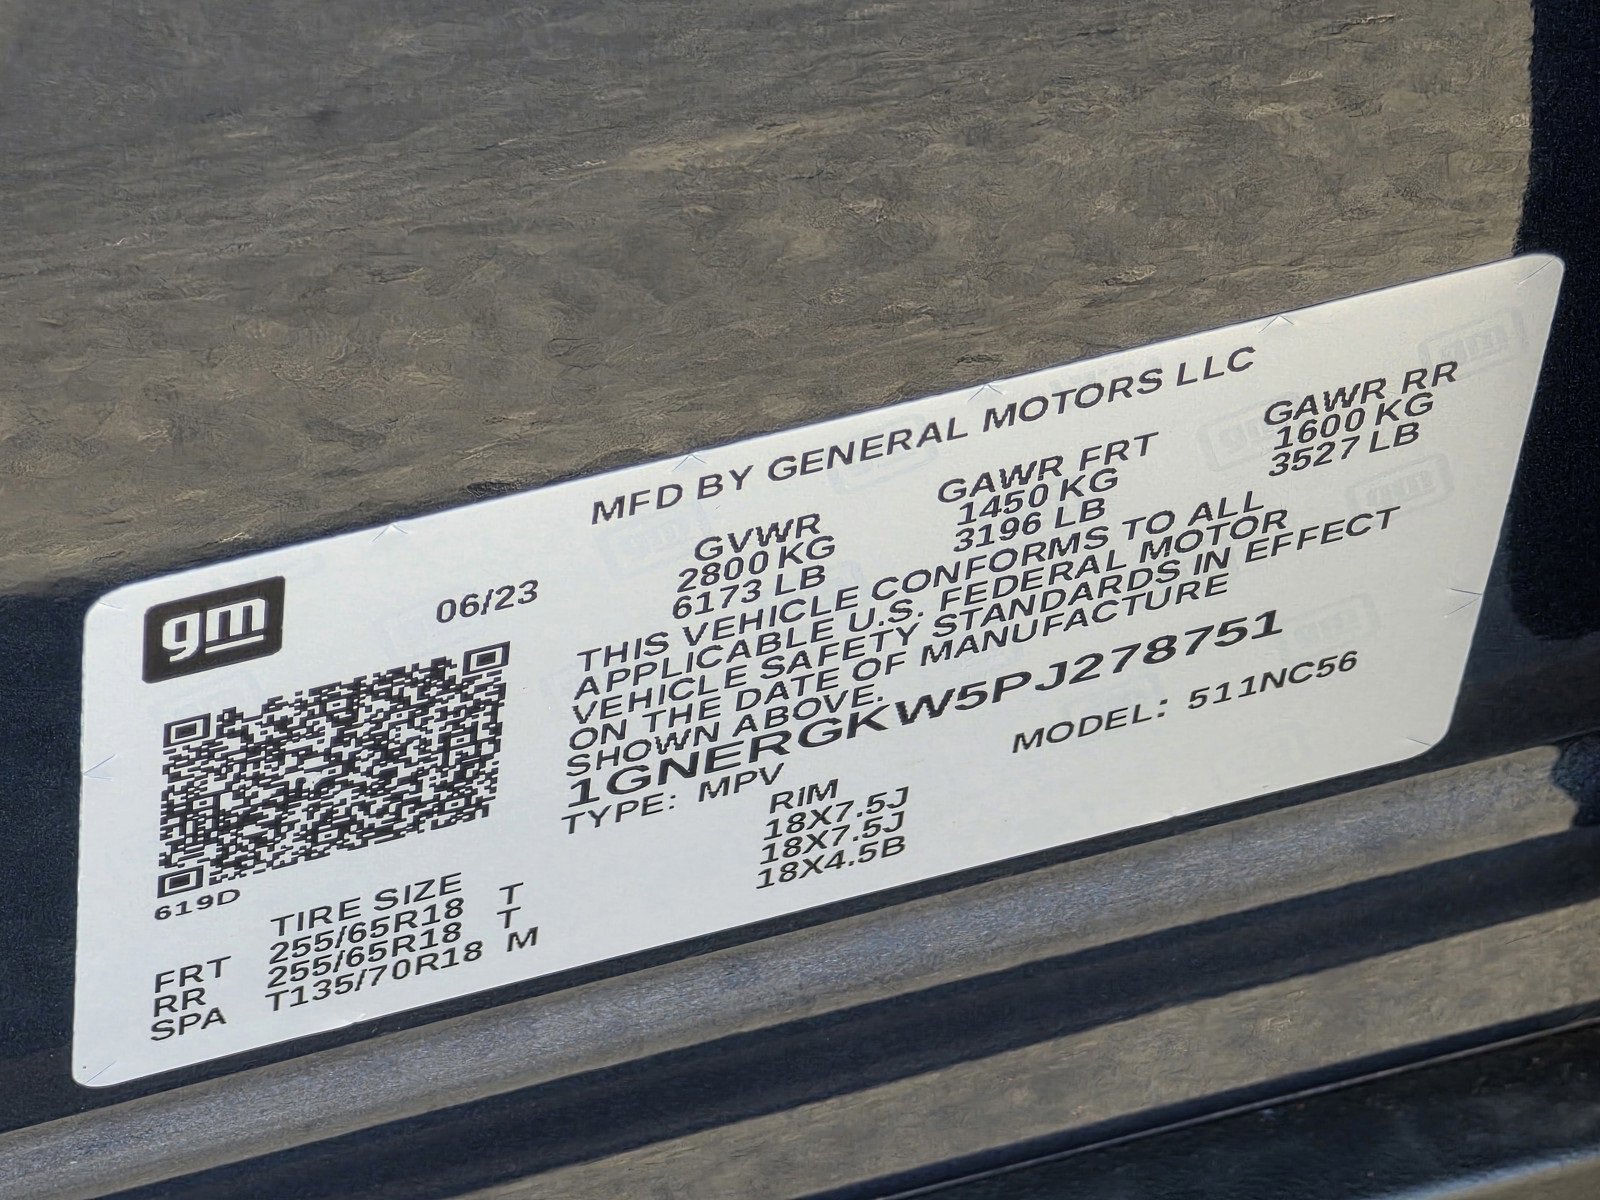 MFD BY GENERAL MOTORS LLC
gm
06/23
GVWR GAWR FRT GAWR RR
2800 KG 1450 KG 1600 KG
6173 LB 3196 LB 3527 LB
THIS VEHICLE CONFORMS TO ALL
APPLICABLE U.S. FEDERAL MOTOR
VEHICLE SAFETY STANDARDS IN EFFECT
ON THE DATE OF MANUFACTURE
SHOWN ABOVE.
1GNERGKW5PJ278751
TYPE: MPV MODEL: 511NC56
619D
TIRE SIZE RIM
FRT 255/65R18 T 18X7.5J
RR 255/65R18 T 18X7.5J
SPA T135/70R18 M 18X4.5B